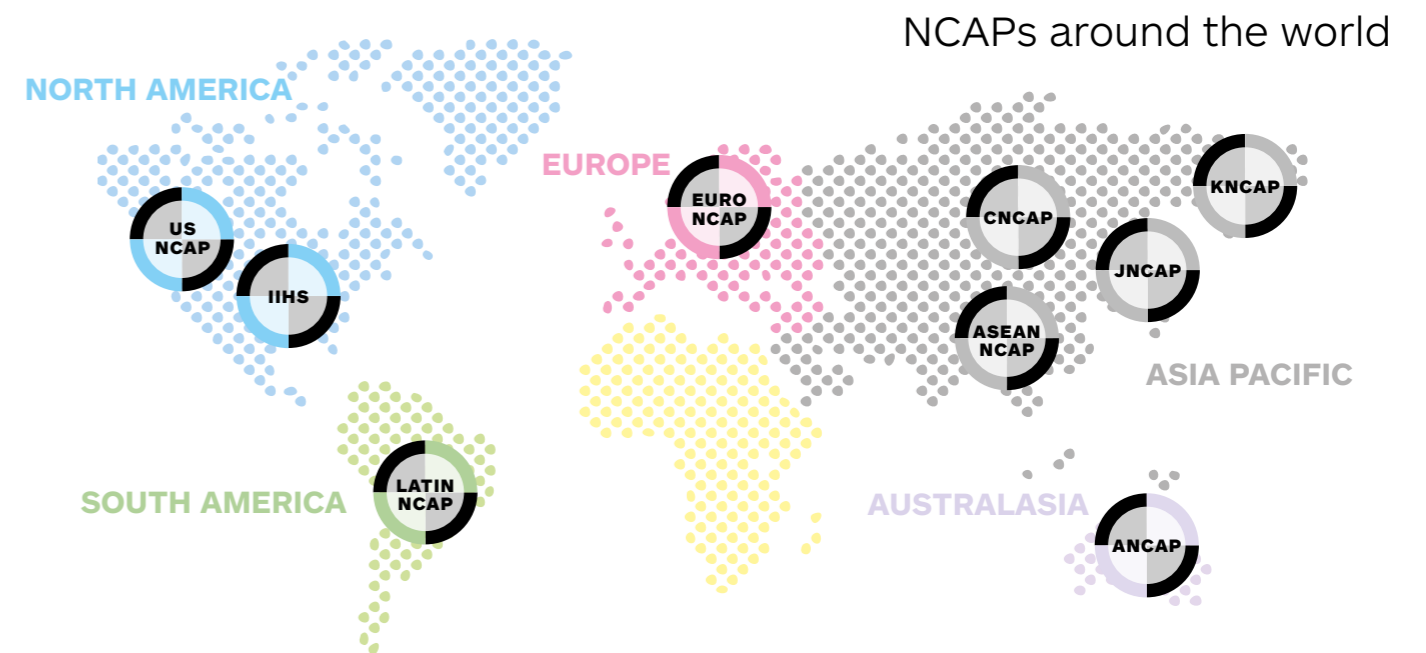 NCAPs around the world
NORTH AMERICA
EUROPE
US
NCAP
IIHS
EURO
NCAP
CNCAP
KNCAP
JNCAP
ASEAN
NCAP
ASIA PACIFIC
SOUTH AMERICA
LATIN
NCAP
AUSTRALASIA
ANCAP